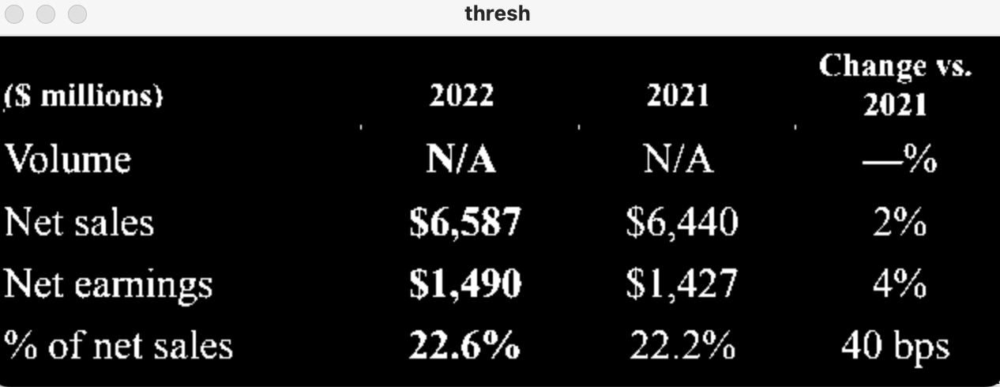 thresh
($ millions) 2022 2021 Change vs. 2021
Volume N/A N/A —%
Net sales $6,587 $6,440 2%
Net earnings $1,490 $1,427 4%
% of net sales 22.6% 22.2% 40 bps